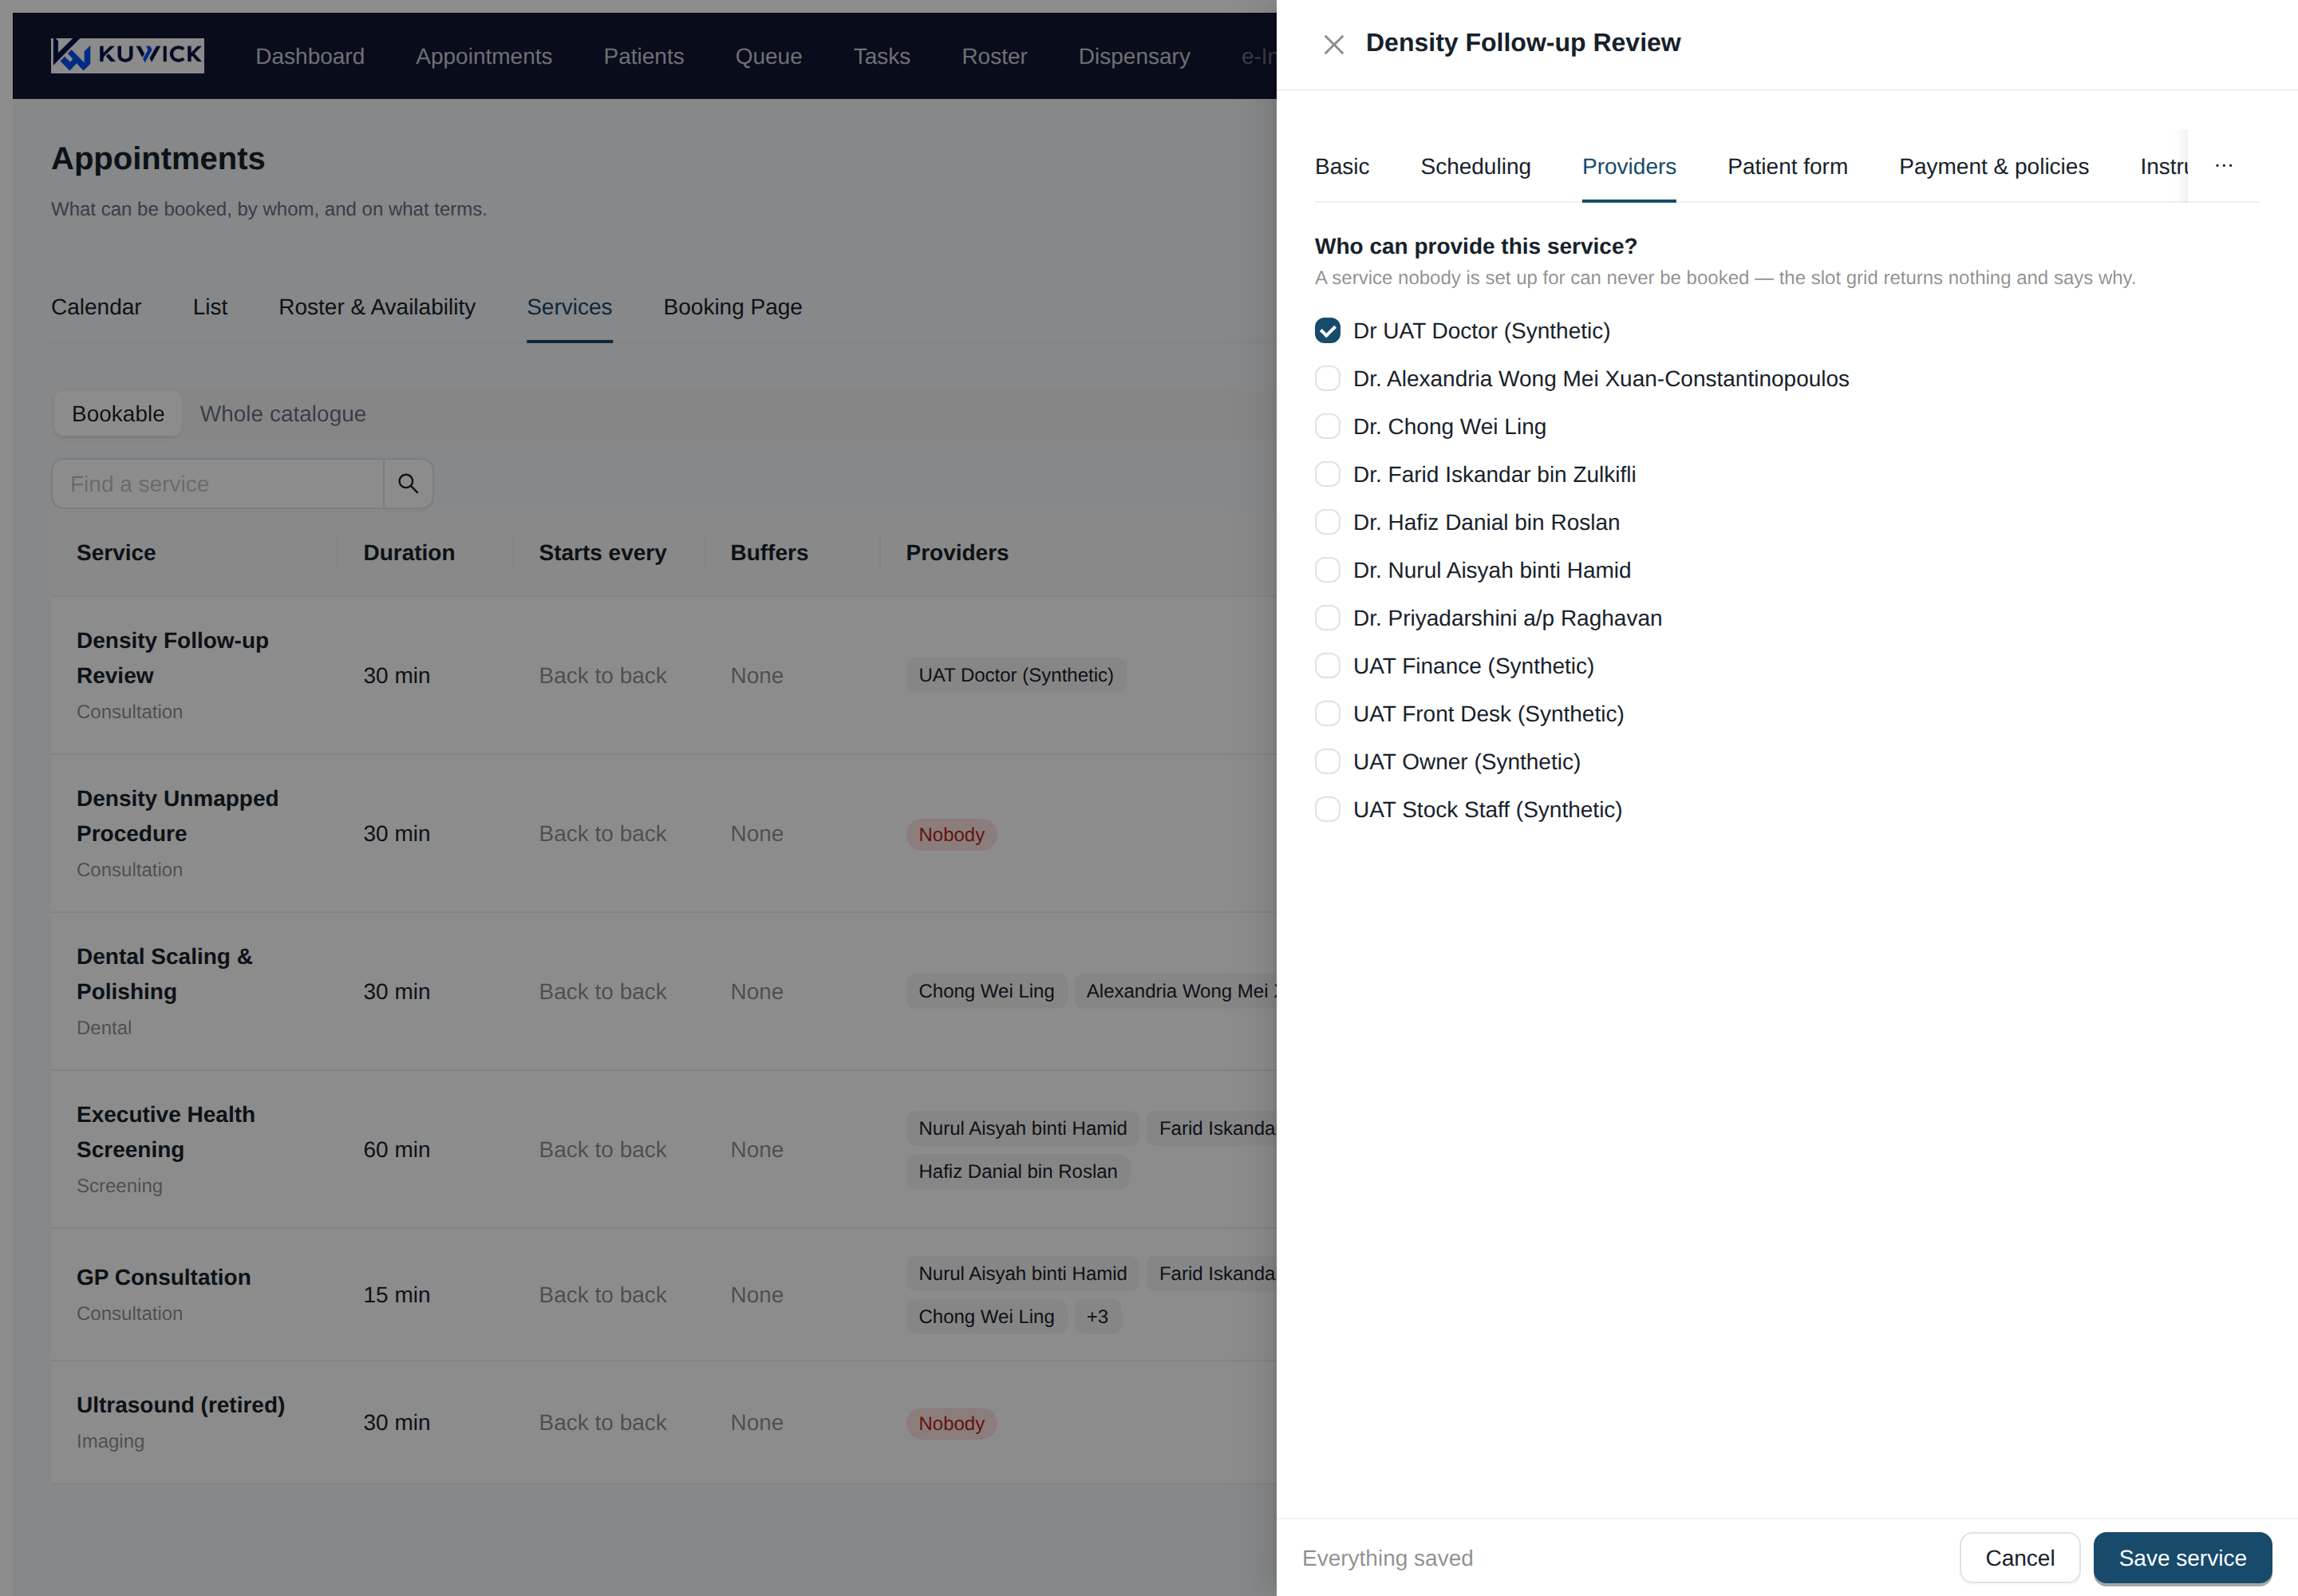 KUWICK
Dashboard
Appointments
Patients
Queue
Tasks
Roster
Dispensary
Appointments
What can be booked, by whom, and on what terms.
Calendar
List
Roster & Availability
Services
Booking Page
Bookable
Whole catalogue
Find a service
Service
Duration
Starts every
Buffers
Providers
Density Follow-up
Review
Consultation
30 min
Back to back
None
UAT Doctor (Synthetic)
Density Unmapped
Procedure
Consultation
30 min
Back to back
None
Nobody
Dental Scaling &
Polishing
Dental
30 min
Back to back
None
Chong Wei Ling
Alexandria Wong Mei
Executive Health
Screening
Screening
60 min
Back to back
None
Nurul Aisyah binti Hamid
Farid Iskanda
Hafiz Danial bin Roslan
GP Consultation
Consultation
15 min
Back to back
None
Nurul Aisyah binti Hamid
Farid Iskanda
Chong Wei Ling
+3
Ultrasound (retired)
Imaging
30 min
Back to back
None
Nobody
Density Follow-up Review
Basic
Scheduling
Providers
Patient form
Payment & policies
Instru
···
Who can provide this service?
A service nobody is set up for can never be booked — the slot grid returns nothing and says why.
Dr UAT Doctor (Synthetic)
Dr. Alexandria Wong Mei Xuan-Constantinopoulos
Dr. Chong Wei Ling
Dr. Farid Iskandar bin Zulkifli
Dr. Hafiz Danial bin Roslan
Dr. Nurul Aisyah binti Hamid
Dr. Priyadarshini a/p Raghavan
UAT Finance (Synthetic)
UAT Front Desk (Synthetic)
UAT Owner (Synthetic)
UAT Stock Staff (Synthetic)
Everything saved
Cancel
Save service